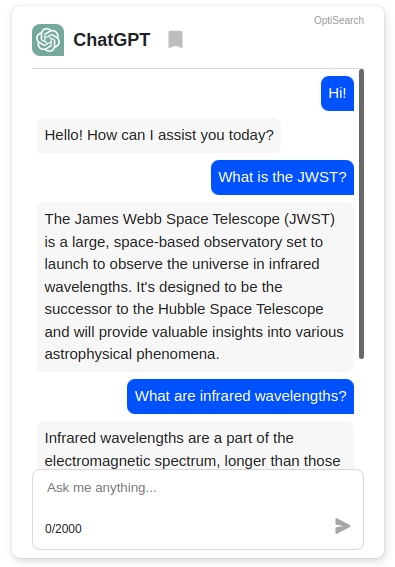 OptiSearch
ChatGPT
Hi!
Hello! How can I assist you today?
What is the JWST?
The James Webb Space Telescope (JWST)
is a large, space-based observatory set to
launch to observe the universe in infrared
wavelengths. It's designed to be the
successor to the Hubble Space Telescope
and will provide valuable insights into various
astrophysical phenomena.
What are infrared wavelengths?
Infrared wavelengths are a part of the
electromagnetic spectrum, longer than those
Ask me anything...
0/2000